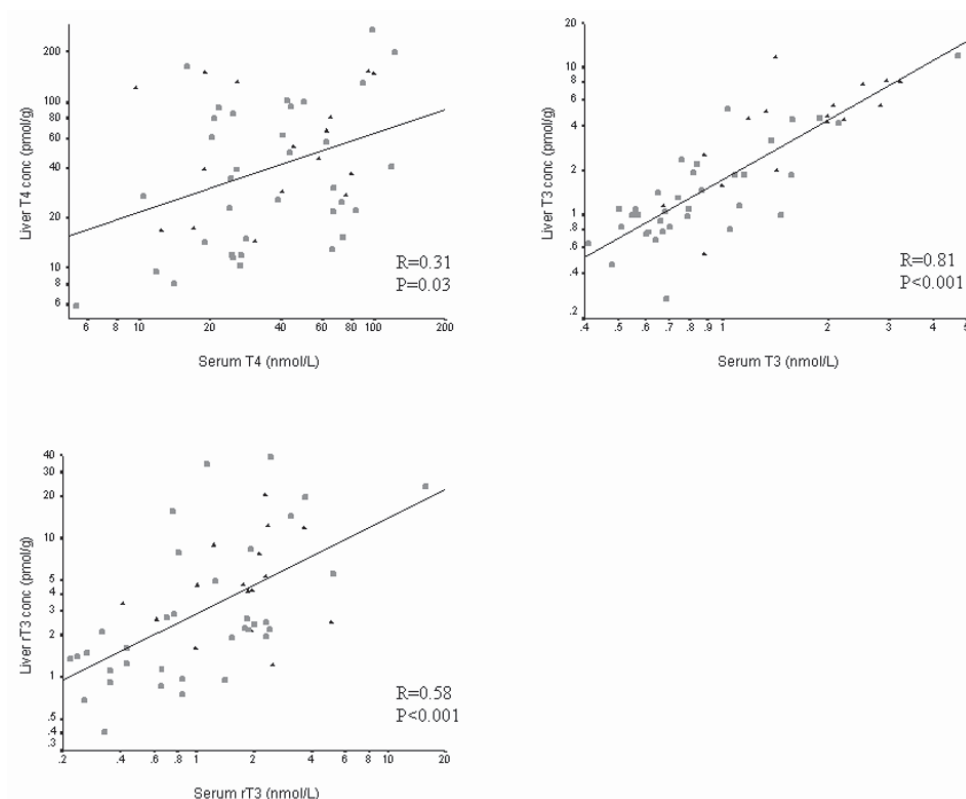 200
100
80
60
40
20
10
8
6
Liver T4 conc (pmol/g)
R=0.31
P=0.03
6 8 10 20 40 60 80 100 200
Serum T4 (nmol/L)
20
10
8
6
4
2
1
.8
.6
.4
.2
Liver T3 conc (pmol/g)
R=0.81
P<0.001
.4 .5 .6 .7 .8 .9 1 2 3 4 5
Serum T3 (nmol/L)
40
30
20
10
5
4
3
2
1
.5
.4
.3
Liver rT3 conc (pmol/g)
R=0.58
P<0.001
.2 .4 .6 .8 1 2 4 6 8 10 20
Serum rT3 (nmol/L)